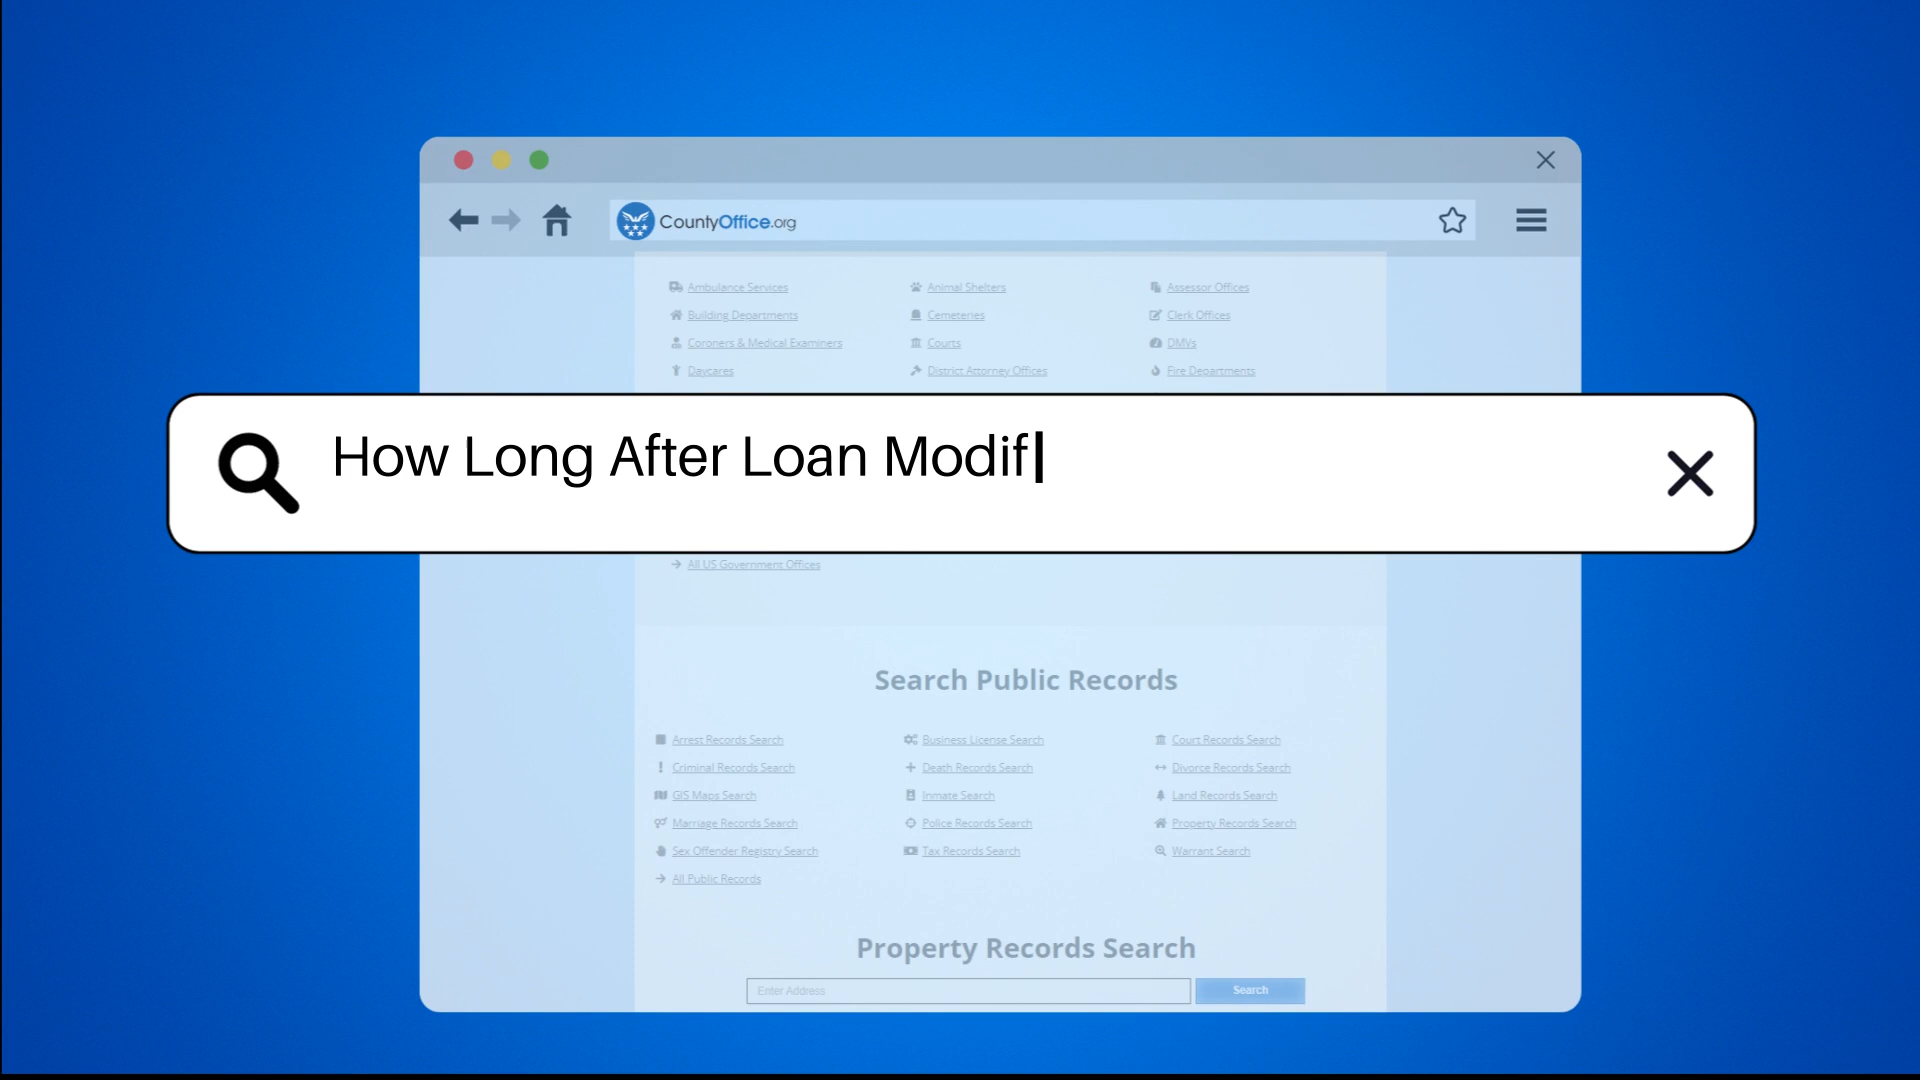 CountyOffice.org
Ambulance Services Animal Shelters Assessor Offices
Building Departments Cemeteries Clerk Offices
Coroners & Medical Examiners Courts DMVs
Daycares District Attorney Offices Fire Departments
How Long After Loan Modif
All US Government Offices
Search Public Records
Arrest Records Search Business License Search Court Records Search
Criminal Records Search Death Records Search Divorce Records Search
GIS Maps Search Inmate Search Land Records Search
Marriage Records Search Police Records Search Property Records Search
Sex Offender Registry Search Tax Records Search Warrant Search
All Public Records
Property Records Search
Enter Address Search